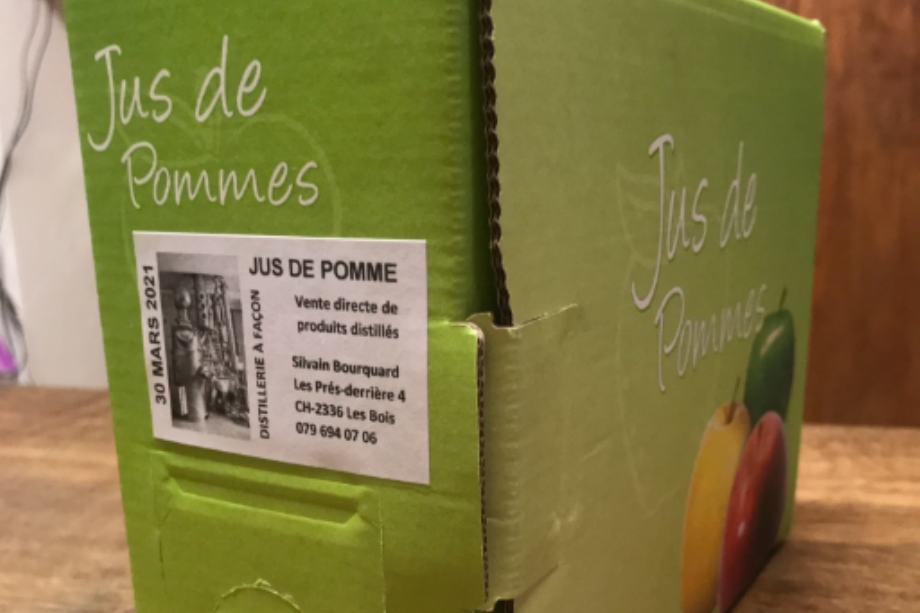 Jus de
Pommes
30 MARS 2021
JUS DE POMME
DISTILLERIE À FAÇON
Vente directe de
produits distillés
Silvain Bourquard
Les Prés-derrière 4
CH-2336 Les Bois
079 694 07 06
Jus de
Pommes